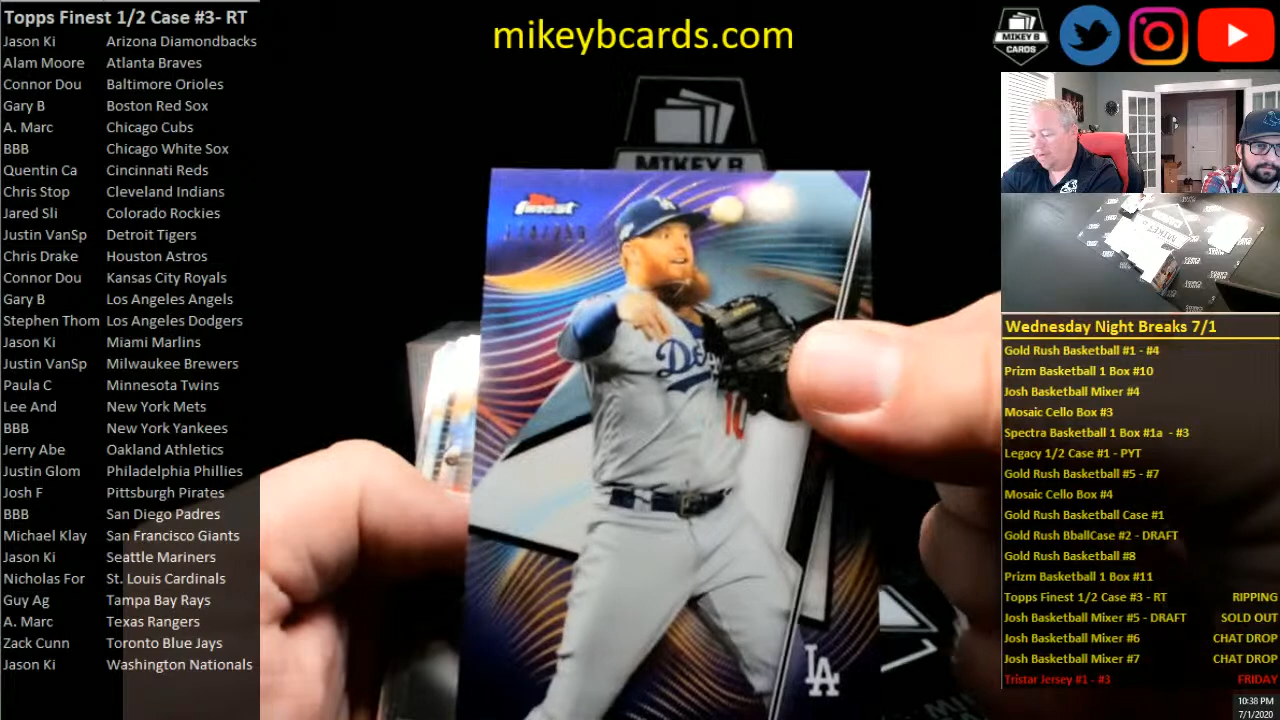 Topps Finest 1/2 Case #3- RT
Jason Ki Arizona Diamondbacks
Alam Moore Atlanta Braves
Connor Dou Baltimore Orioles
Gary B Boston Red Sox
A. Marc Chicago Cubs
BBB Chicago White Sox
Quentin Ca Cincinnati Reds
Chris Stop Cleveland Indians
Jared Sli Colorado Rockies
Justin VanSp Detroit Tigers
Chris Drake Houston Astros
Connor Dou Kansas City Royals
Gary B Los Angeles Angels
Stephen Thom Los Angeles Dodgers
Jason Ki Miami Marlins
Justin VanSp Milwaukee Brewers
Paula C Minnesota Twins
Lee And New York Mets
BBB New York Yankees
Jerry Abe Oakland Athletics
Justin Glom Philadelphia Phillies
Josh F Pittsburgh Pirates
BBB San Diego Padres
Michael Klay San Francisco Giants
Jason Ki Seattle Mariners
Nicholas For St. Louis Cardinals
Guy Ag Tampa Bay Rays
A. Marc Texas Rangers
Zack Cunn Toronto Blue Jays
Jason Ki Washington Nationals
mikeybcards.com
MIKEY B
finest
LA
10
LA
MIKEY B
CARDS
Wednesday Night Breaks 7/1
Gold Rush Basketball #1 - #4
Prizm Basketball 1 Box #10
Josh Basketball Mixer #4
Mosaic Cello Box #3
Spectra Basketball 1 Box #1a - #3
Legacy 1/2 Case #1 - PYT
Gold Rush Basketball #5 - #7
Mosaic Cello Box #4
Gold Rush Basketball Case #1
Gold Rush BballCase #2 - DRAFT
Gold Rush Basketball #8
Prizm Basketball 1 Box #11
Topps Finest 1/2 Case #3 - RT RIPPING
Josh Basketball Mixer #5 - DRAFT SOLD OUT
Josh Basketball Mixer #6 CHAT DROP
Josh Basketball Mixer #7 CHAT DROP
Tristar Jersey #1 - #3 FRIDAY
10:38 PM
7/1/2020